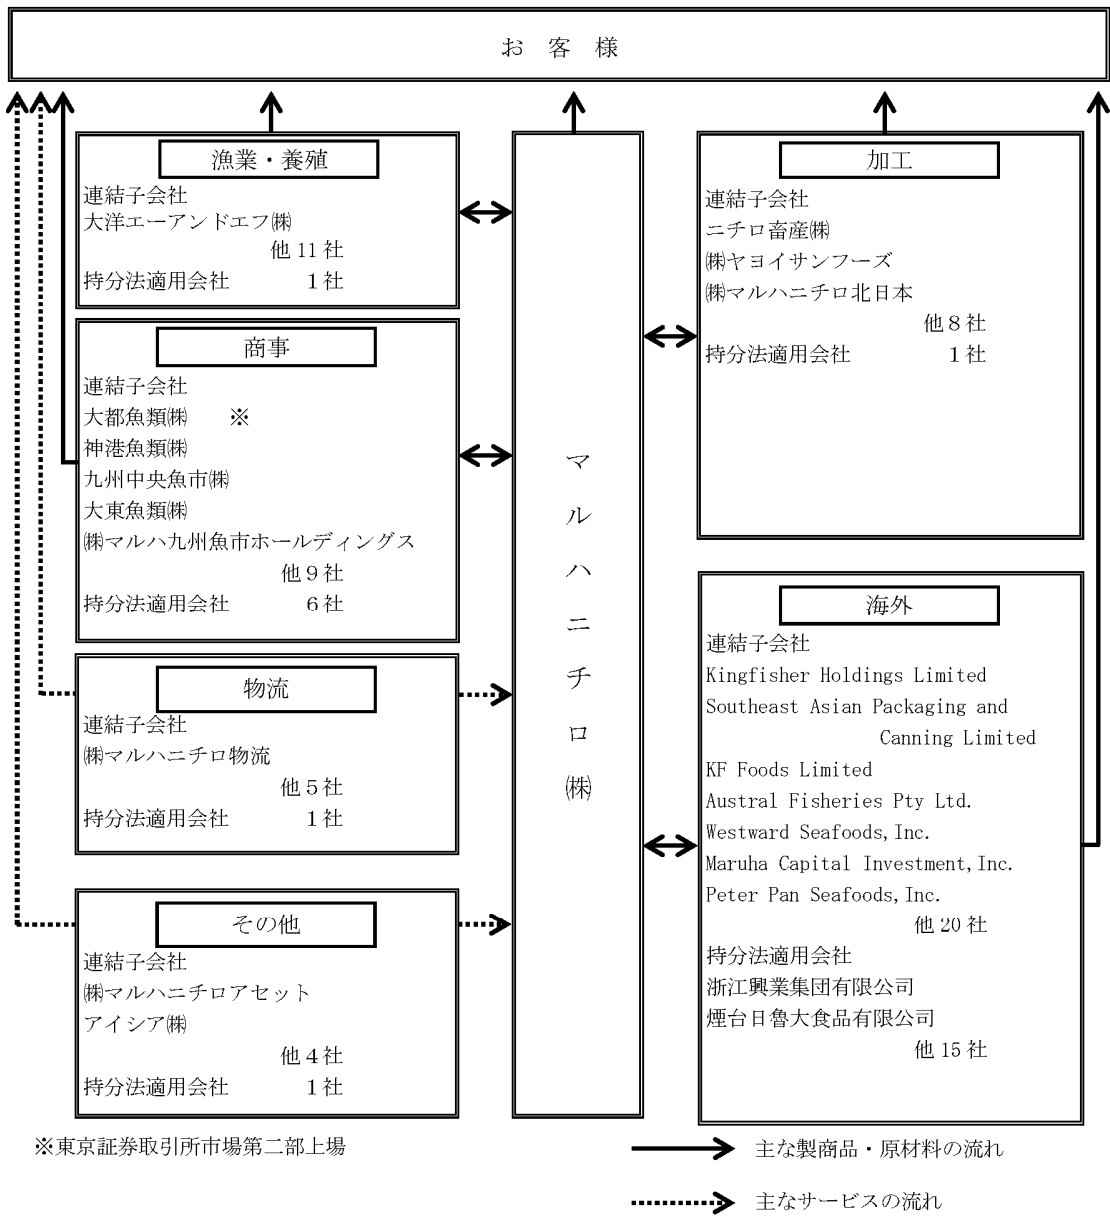 お 客 様
漁業・養殖
連結子会社
大洋エーアンドエフ㈱
他 11 社
持分法適用会社 1 社
商事
連結子会社
大都魚類㈱ ※
神港魚類㈱
九州中央魚市㈱
大東魚類㈱
㈱マルハ九州魚市ホールディングス
他９社
持分法適用会社 ６社
物流
連結子会社
㈱マルハニチロ物流
他５社
持分法適用会社 1 社
その他
連結子会社
㈱マルハニチロアセット
アイシア㈱
他４社
持分法適用会社 1 社
マルハニチロ㈱
加工
連結子会社
ニチロ畜産㈱
㈱ヤヨイサンフーズ
㈱マルハニチロ北日本
他８社
持分法適用会社 1 社
海外
連結子会社
Kingfisher Holdings Limited
Southeast Asian Packaging and
Canning Limited
KF Foods Limited
Austral Fisheries Pty Ltd.
Westward Seafoods,Inc.
Maruha Capital Investment,Inc.
Peter Pan Seafoods,Inc.
他 20 社
持分法適用会社
浙江興業集団有限公司
煙台日魯大食品有限公司
他 15 社
※東京証券取引所市場第二部上場
主な製商品・原材料の流れ
主なサービスの流れ